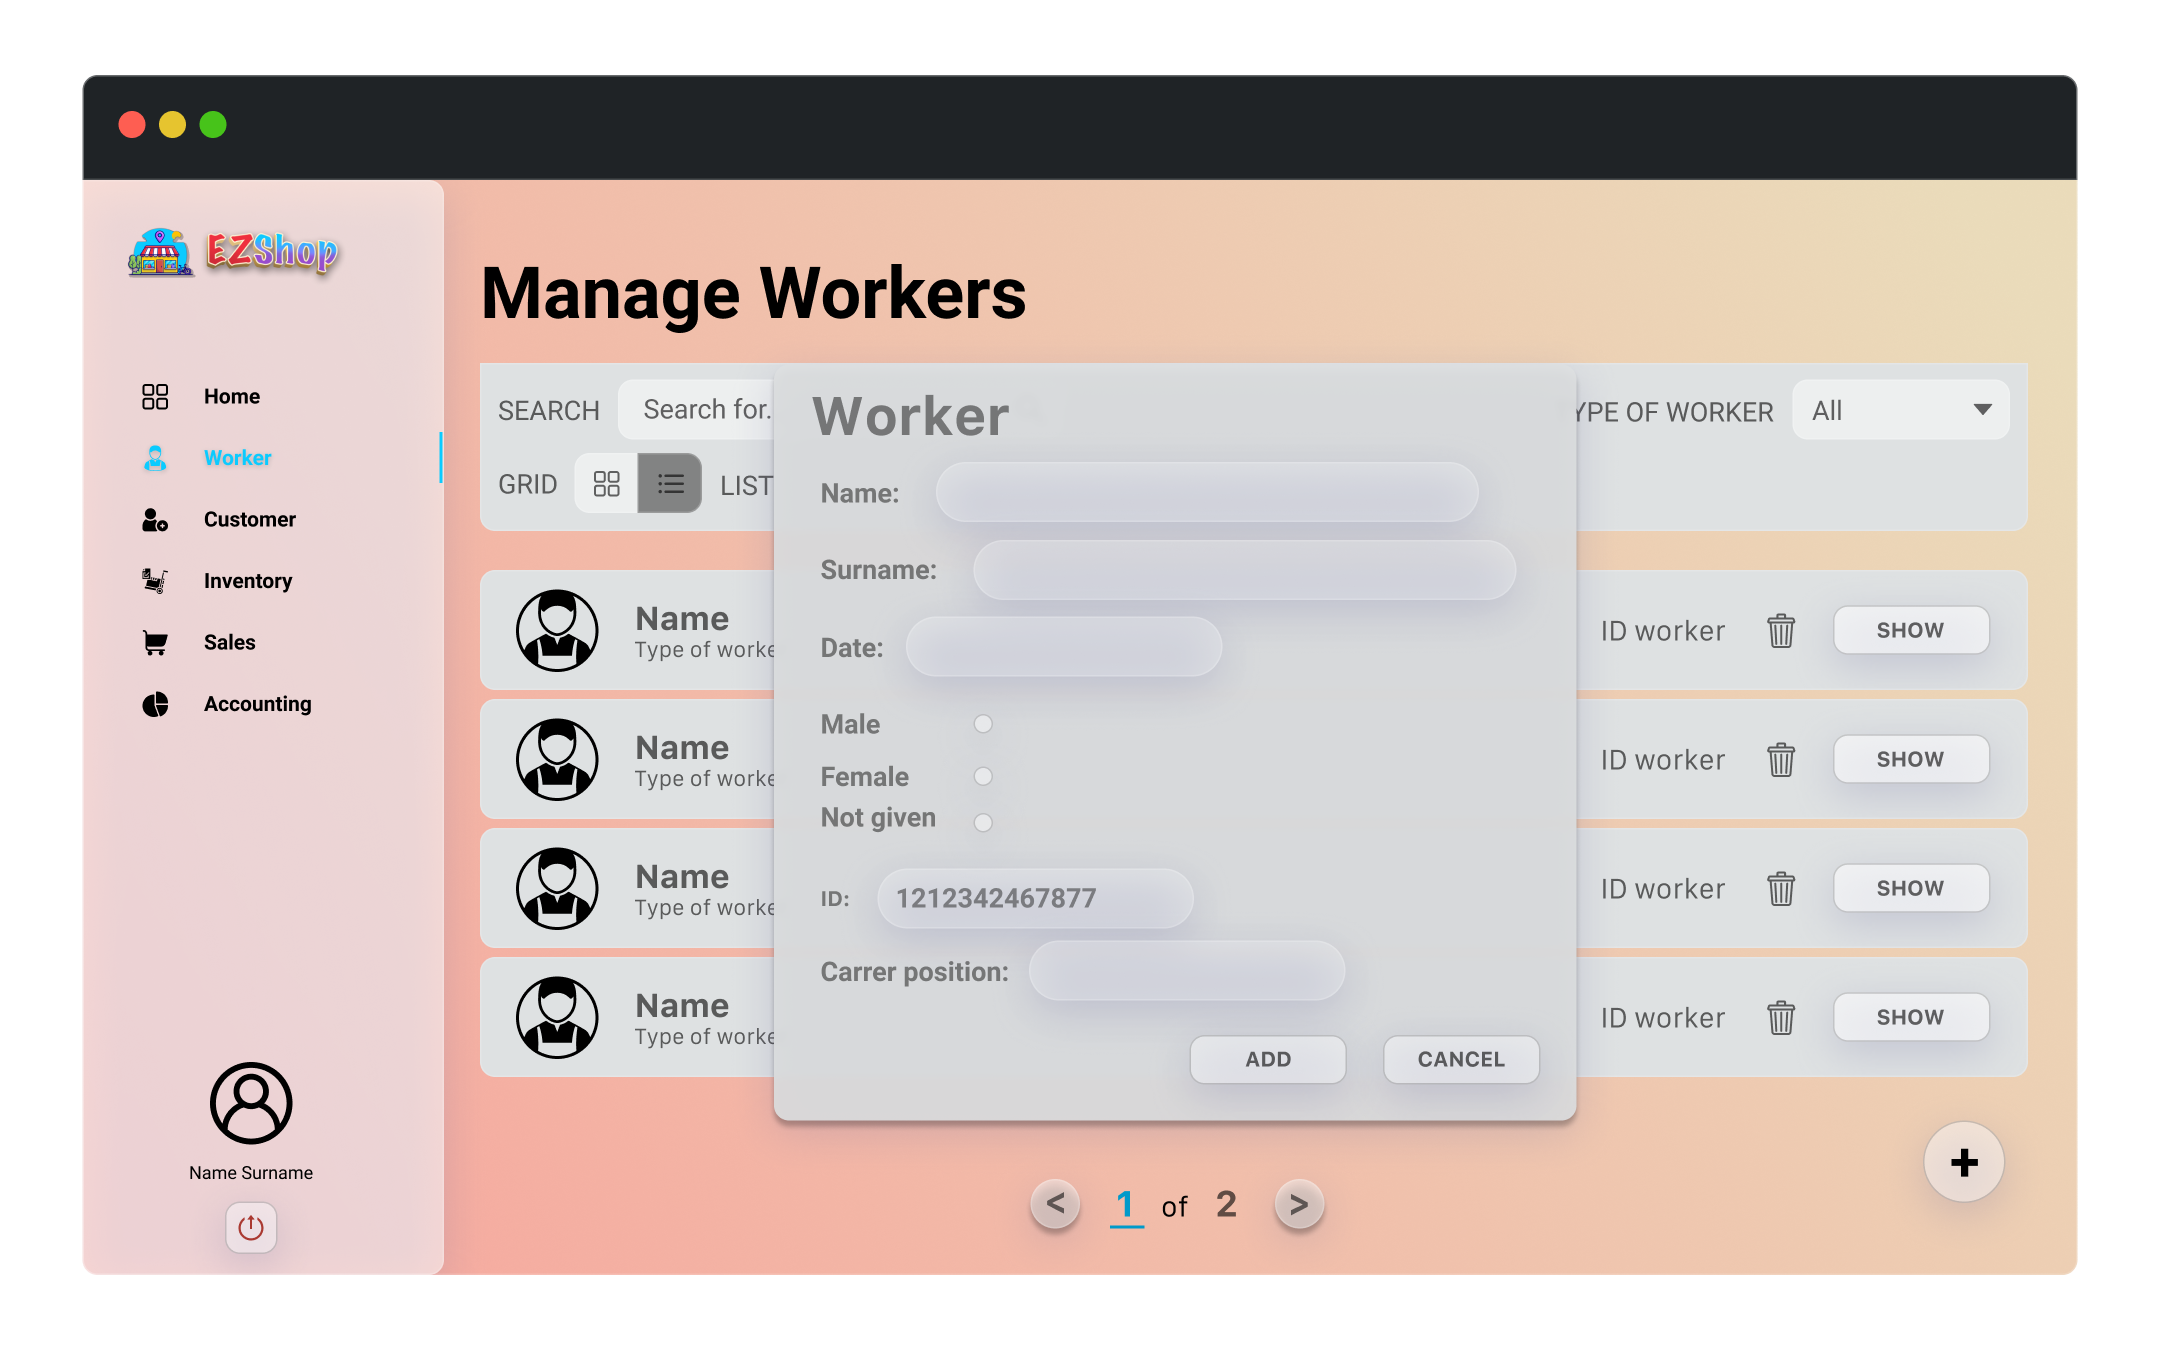 EZShop
Home
Worker
Customer
Inventory
Sales
Accounting
Name Surname
Manage Workers
SEARCH Search for.
YPE OF WORKER All
GRID LIST
Name
Type of worke
ID worker SHOW
Name
Type of worke
ID worker SHOW
Name
Type of worke
ID worker SHOW
Name
Type of worke
ID worker SHOW
Worker
Name:
Surname:
Date:
Male
Female
Not given
ID: 1212342467877
Carrer position:
ADD CANCEL
< 1 of 2 >
+